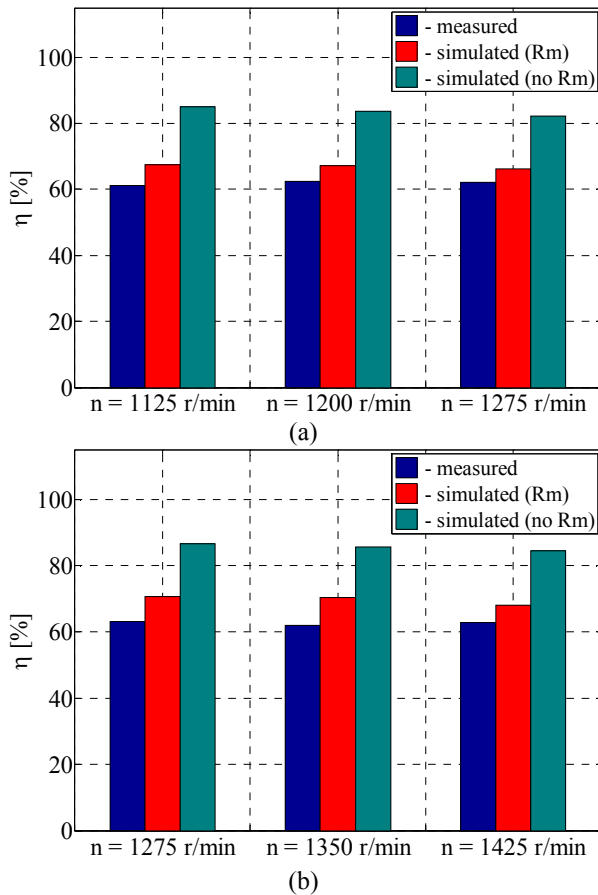 - measured
- simulated (Rm)
- simulated (no Rm)
100
80
60
40
20
0
η [%]
n = 1125 r/min n = 1200 r/min n = 1275 r/min
(a)
- measured
- simulated (Rm)
- simulated (no Rm)
100
80
60
40
20
0
η [%]
n = 1275 r/min n = 1350 r/min n = 1425 r/min
(b)